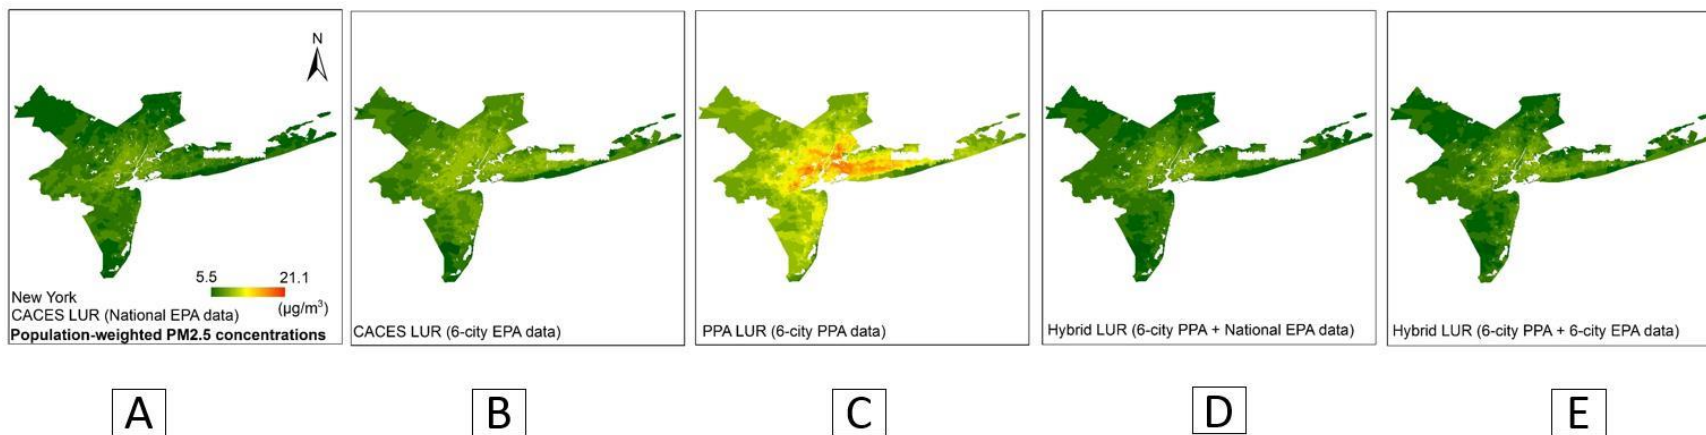 N
5.5 21.1
(µg/m³)
New York
CACES LUR (National EPA data)
Population-weighted PM2.5 concentrations
CACES LUR (6-city EPA data)
PPA LUR (6-city PPA data)
Hybrid LUR (6-city PPA + National EPA data)
Hybrid LUR (6-city PPA + 6-city EPA data)
A
B
C
D
E